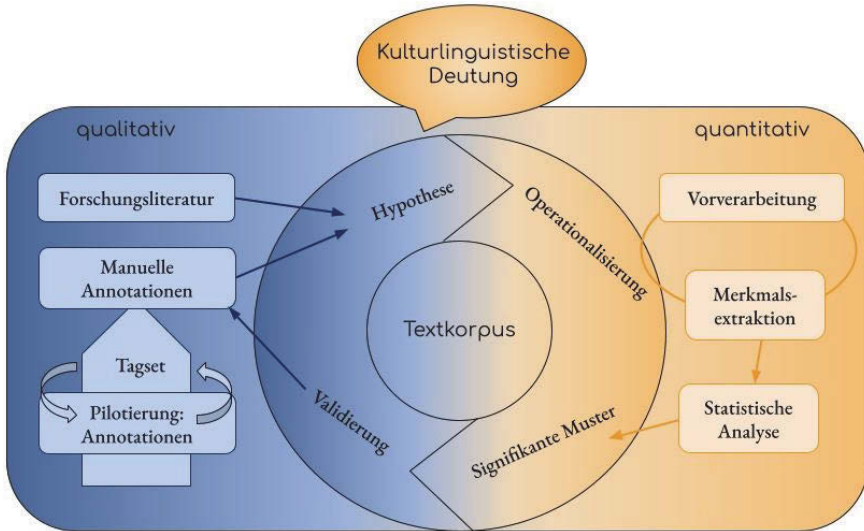 Kulturlinguistische
Deutung
qualitativ
quantitativ
Forschungsliteratur
Manuelle
Annotationen
Tagset
Pilotierung:
Annotationen
Hypothese
Operationalisierung
Textkorpus
Validierung
Signifikante Muster
Vorverarbeitung
Merkmals-
extraktion
Statistische
Analyse